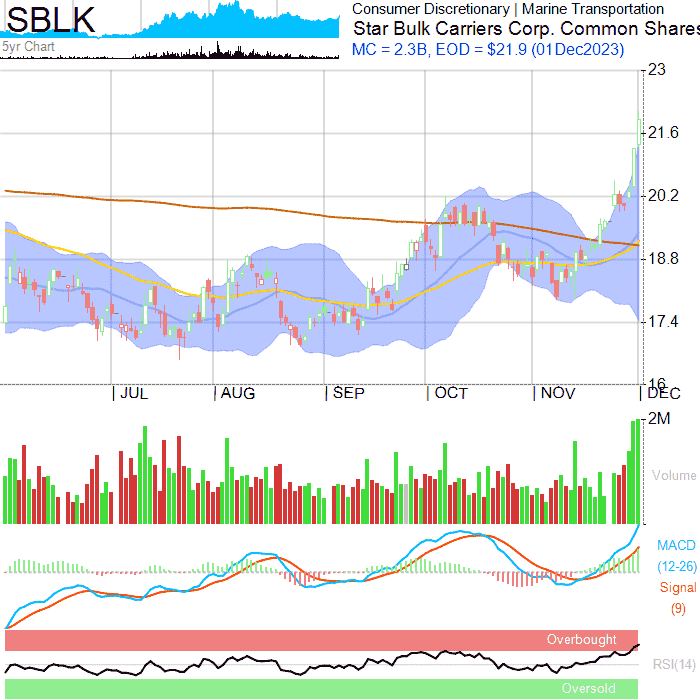 SBLK
5yr Chart
Consumer Discretionary | Marine Transportation
Star Bulk Carriers Corp. Common Shares
MC = 2.3B, EOD = $21.9 (01Dec2023)
23
21.6
20.2
18.8
17.4
16
JUL
AUG
SEP
OCT
NOV
DEC
2M
Volume
MACD
(12-26)
Signal
(9)
Overbought
RSI(14)
Oversold